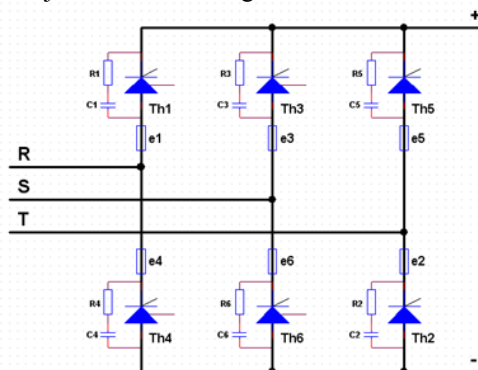 +
R1
C1
Th1
R3
C3
Th3
R5
C5
Th5
e1
e3
e5
R
S
T
e4
e6
e2
R4
C4
Th4
R6
C6
Th6
R2
C2
Th2
-